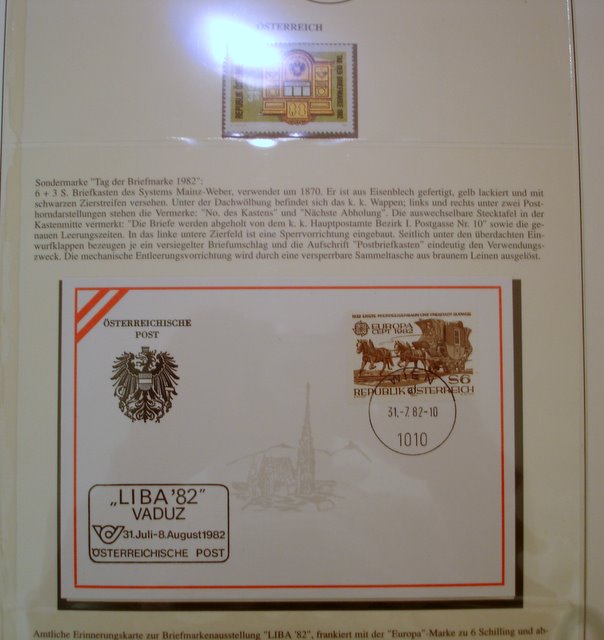 ÖSTERREICH
REPUBLIK ÖSTERREICH
TAG DER BRIEFMARKE 1982
Sondermarke "Tag der Briefmarke 1982":
6 + 3 S. Briefkasten des Systems Mainz-Weber, verwendet um 1870. Er ist aus Eisenblech gefertigt, gelb lackiert und mit
schwarzen Zierstreifen versehen. Unter der Dachwölbung befindet sich das k. k. Wappen; links und rechts unter zwei Post-
horndarstellungen stehen die Vermerke: "No. des Kastens" und "Nächste Abholung". Die auswechselbare Stecktafel in der
Kastenmitte vermerkt: "Die Briefe werden abgeholt von dem k. k. Hauptpostamte Bezirk I. Postgasse Nr. 10" sowie die ge-
nauen Leerungszeiten. In das linke untere Zierfeld ist eine Sperrvorrichtung eingebaut. Seitlich unter den überdachten Ein-
wurfklappen bezeugen je ein versiegelter Briefumschlag und die Aufschrift "Postbriefkasten" eindeutig den Verwendungs-
zweck. Die mechanische Entleerungsvorrichtung wird durch eine versperrbare Sammeltasche aus braunem Leinen ausgelöst.
ÖSTERREICHISCHE
POST
EUROPA
CEPT 1982
S6
REPUBLIK ÖSTERREICH
WIEN
31.-7.82-10
1010
„LIBA '82"
VADUZ
31.Juli-8.August 1982
ÖSTERREICHISCHE POST
Amtliche Erinnerungskarte zur Briefmarkenausstellung "LIBA '82", frankiert mit der "Europa"-Marke zu 6 Schilling und ab-